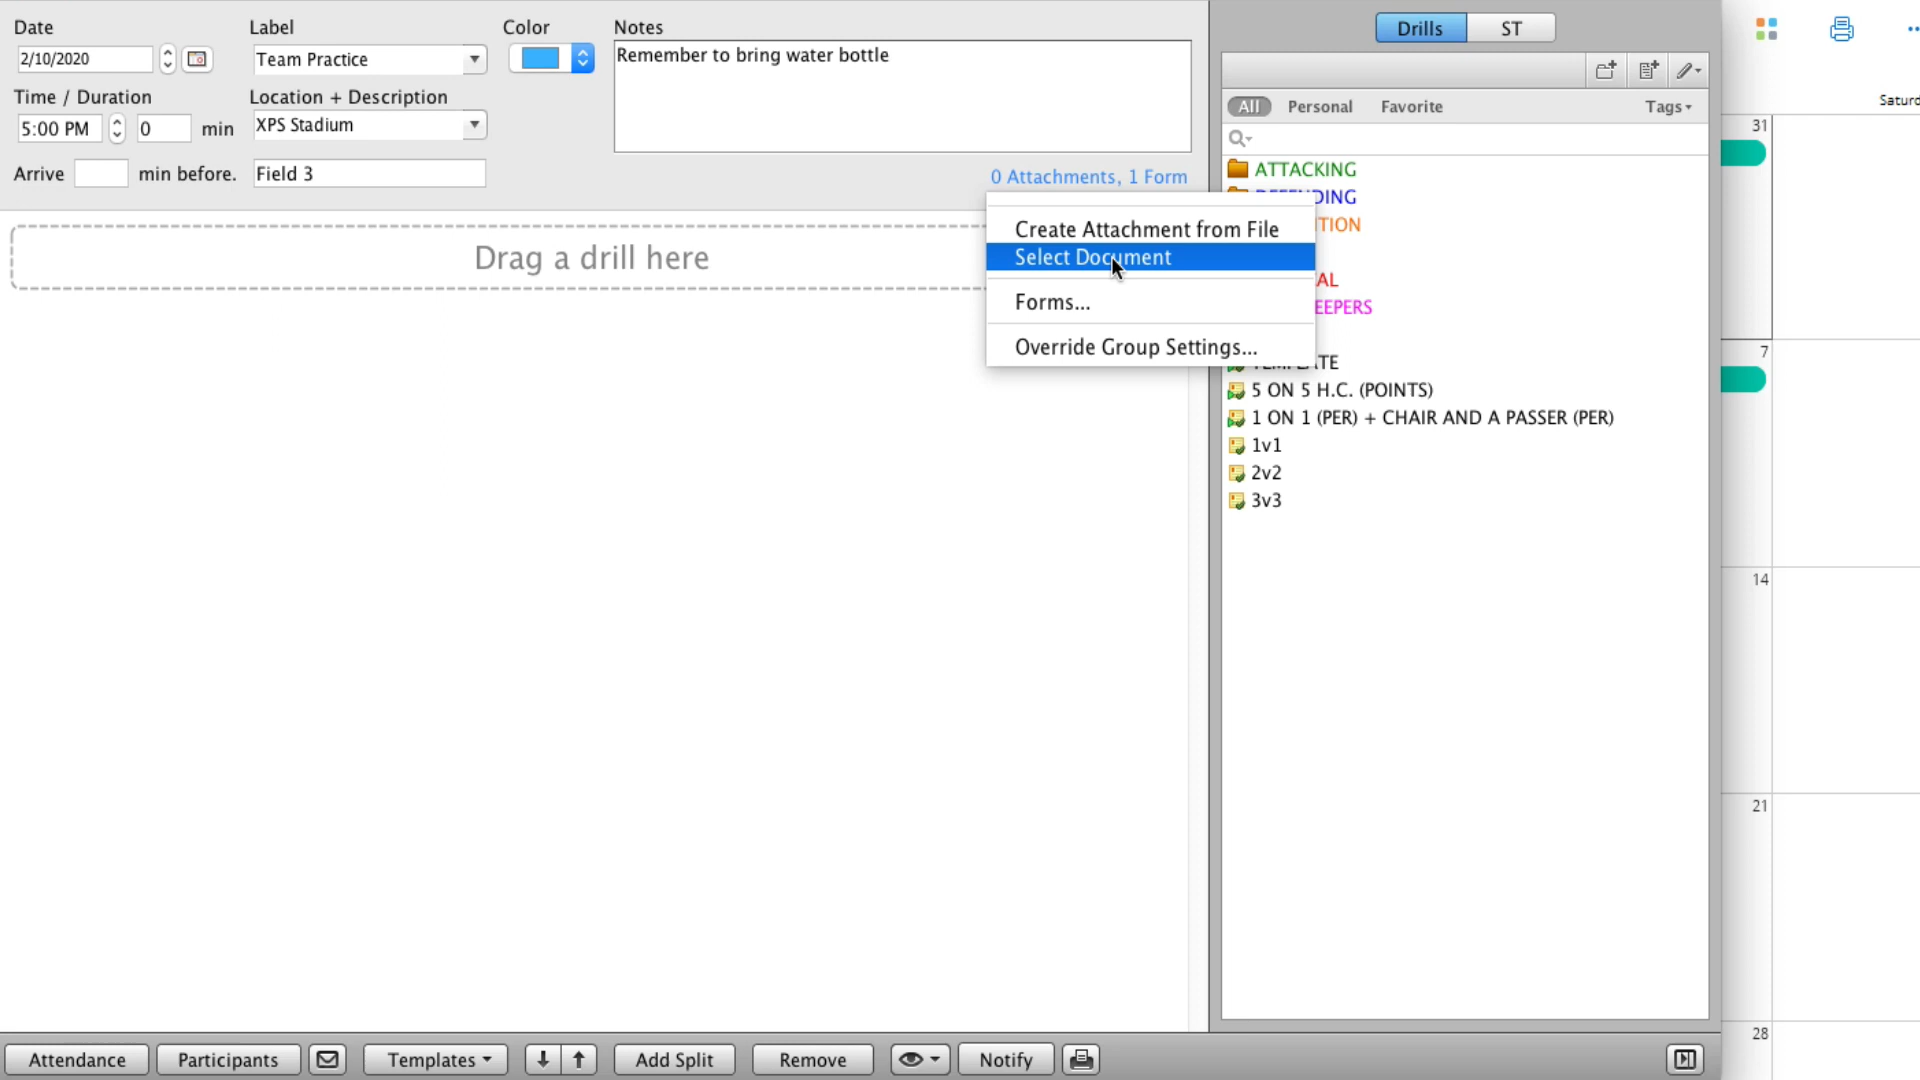 Date
Label
Color
Notes
2/10/2020
Team Practice
Remember to bring water bottle
Time / Duration
Location + Description
5:00 PM
0
min
XPS Stadium
Arrive
min before.
Field 3
0 Attachments, 1 Form
Drag a drill here
Create Attachment from File
Select Document
Forms...
Override Group Settings...
Drills
ST
All
Personal
Favorite
Tags
ATTACKING
5 ON 5 H.C. (POINTS)
1 ON 1 (PER) + CHAIR AND A PASSER (PER)
1v1
2v2
3v3
31
7
14
21
28
Attendance
Participants
Templates
Add Split
Remove
Notify